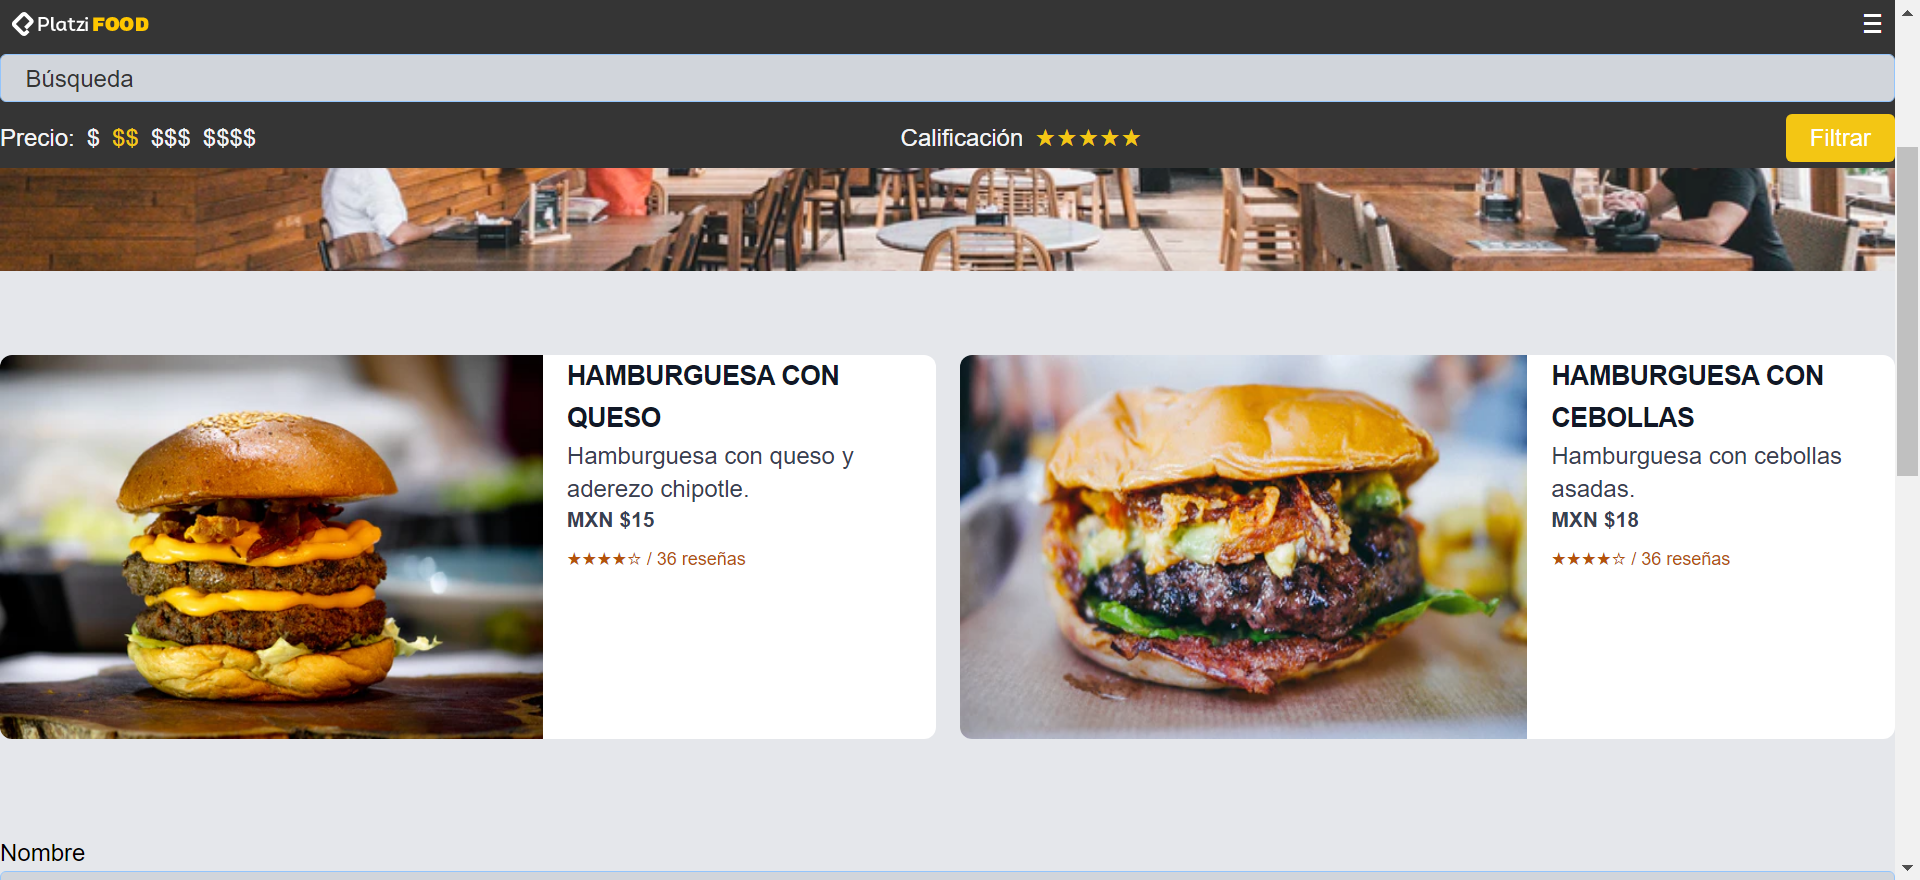 Platzi FOOD
Búsqueda
Precio: $ $$ $$$ $$$$
Calificación ★★★★★
Filtrar
HAMBURGUESA CON
QUESO
Hamburguesa con queso y
aderezo chipotle.
MXN $15
★★★★☆ / 36 reseñas
HAMBURGUESA CON
CEBOLLAS
Hamburguesa con cebollas
asadas.
MXN $18
★★★★☆ / 36 reseñas
Nombre